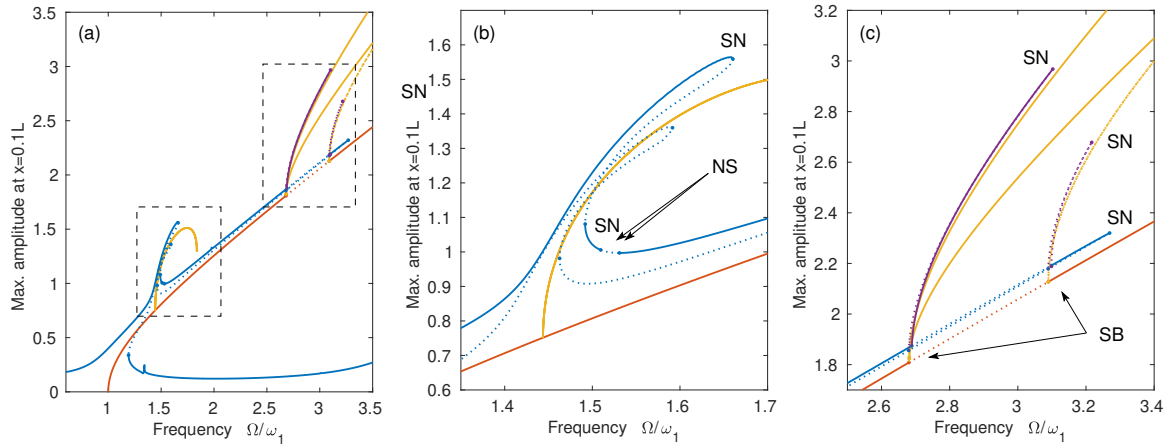 (a)
3.5
3
2.5
2
1.5
1
0.5
0
1 1.5 2 2.5 3 3.5
Max. amplitude at x=0.1L
Frequency Ω/ω1
(b)
1.6
1.5
1.4
1.3
1.2
1.1
1.0
0.9
0.8
0.7
0.6
1.4 1.5 1.6 1.7
SN
SN
SN
NS
Max. amplitude at x=0.1L
Frequency Ω/ω1
(c)
3.2
3
2.8
2.6
2.4
2.2
2
1.8
2.6 2.8 3.0 3.2 3.4
SN
SN
SN
SB
Max. amplitude at x=0.1L
Frequency Ω/ω1